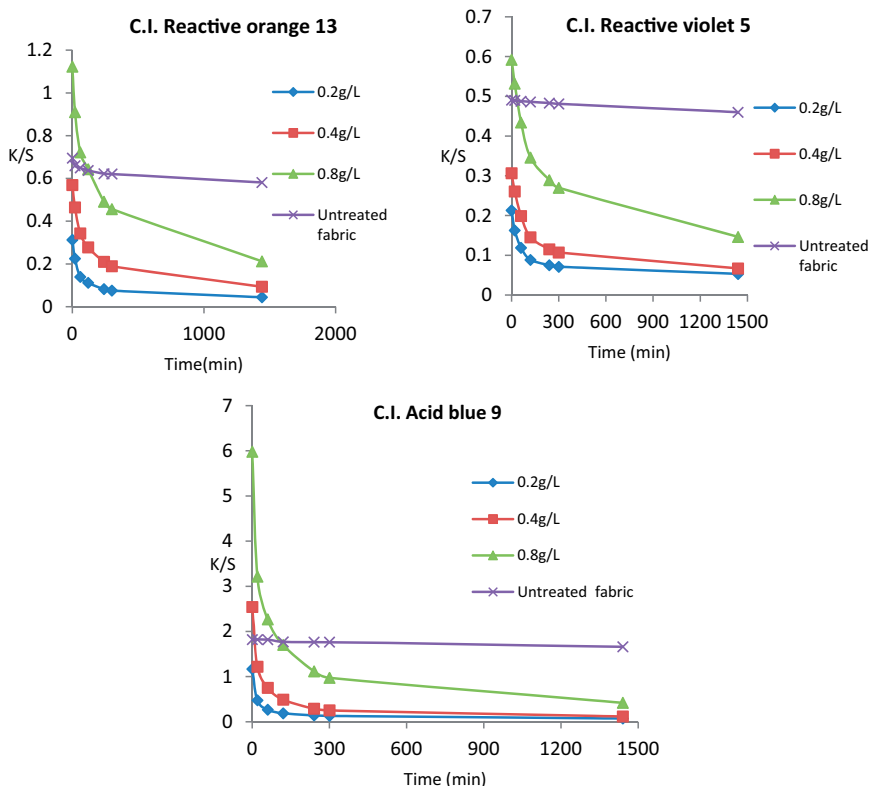 C.I. Reactive orange 13
1.2
1
0.8
0.6
0.4
0.2
0
K/S
0 1000 2000
Time(min)
0.2g/L
0.4g/L
0.8g/L
Untreated
fabric
C.I. Reactive violet 5
0.7
0.6
0.5
0.4
0.3
0.2
0.1
0
K/S
0 300 600 900 1200 1500
Time (min)
0.2g/L
0.4g/L
0.8g/L
Untreated
fabric
C.I. Acid blue 9
7
6
5
4
3
2
1
0
K/S
0 300 600 900 1200 1500
Time (min)
0.2g/L
0.4g/L
0.8g/L
Untreated fabric